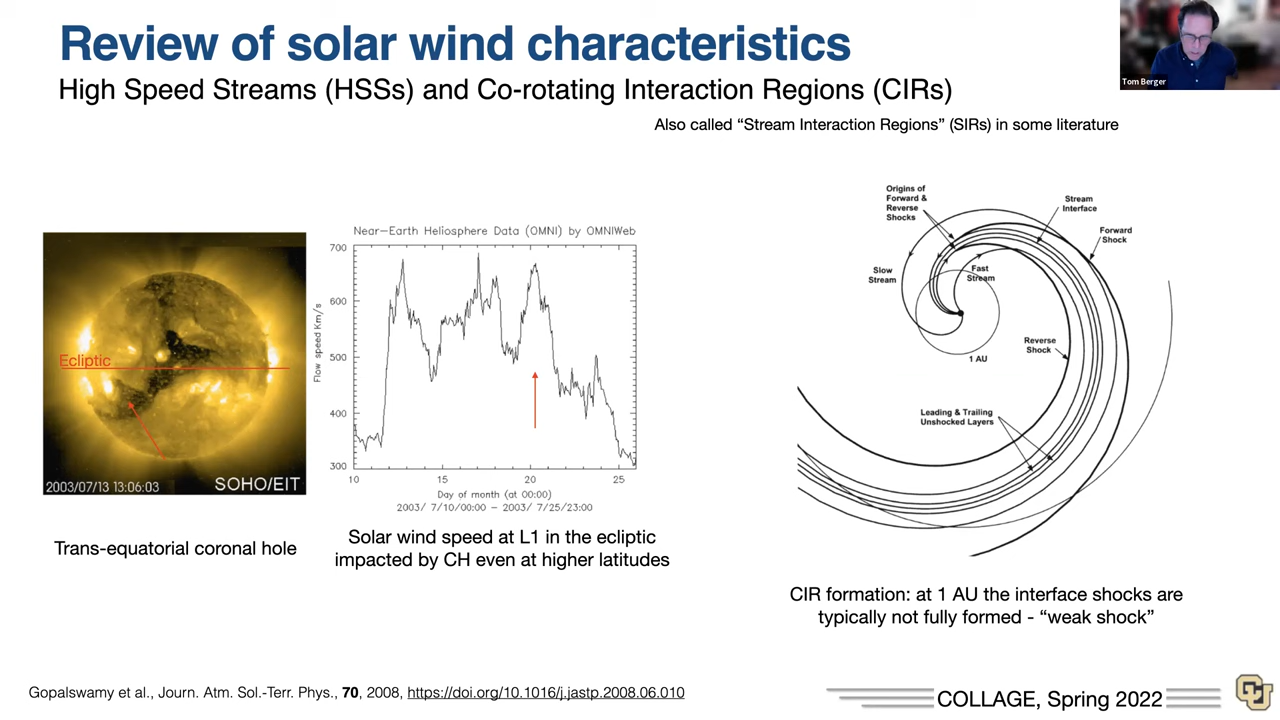 Review of solar wind characteristics
High Speed Streams (HSSs) and Co-rotating Interaction Regions (CIRs)
Also called “Stream Interaction Regions” (SIRs) in some literature
Tom Berger
Ecliptic
2003/07/13 13:06:03
SOHO/EIT
Trans-equatorial coronal hole
Near-Earth Heliosphere Data (OMNI) by OMNIWeb
Flow speed Km/s
700
600
500
400
300
10
15
20
25
Day of month (at 00:00)
2003/ 7/10/00:00 - 2003/ 7/25/23:00
Solar wind speed at L1 in the ecliptic
impacted by CH even at higher latitudes
Origins of
Forward &
Reverse
Shocks
Stream
Interface
Forward
Shock
Slow
Stream
Fast
Stream
1 AU
Reverse
Shock
Leading & Trailing
Unshocked Layers
CIR formation: at 1 AU the interface shocks are
typically not fully formed - “weak shock”
Gopalswamy et al., Journ. Atm. Sol.-Terr. Phys., 70, 2008, https://doi.org/10.1016/j.jastp.2008.06.010
COLLAGE, Spring 2022
CU